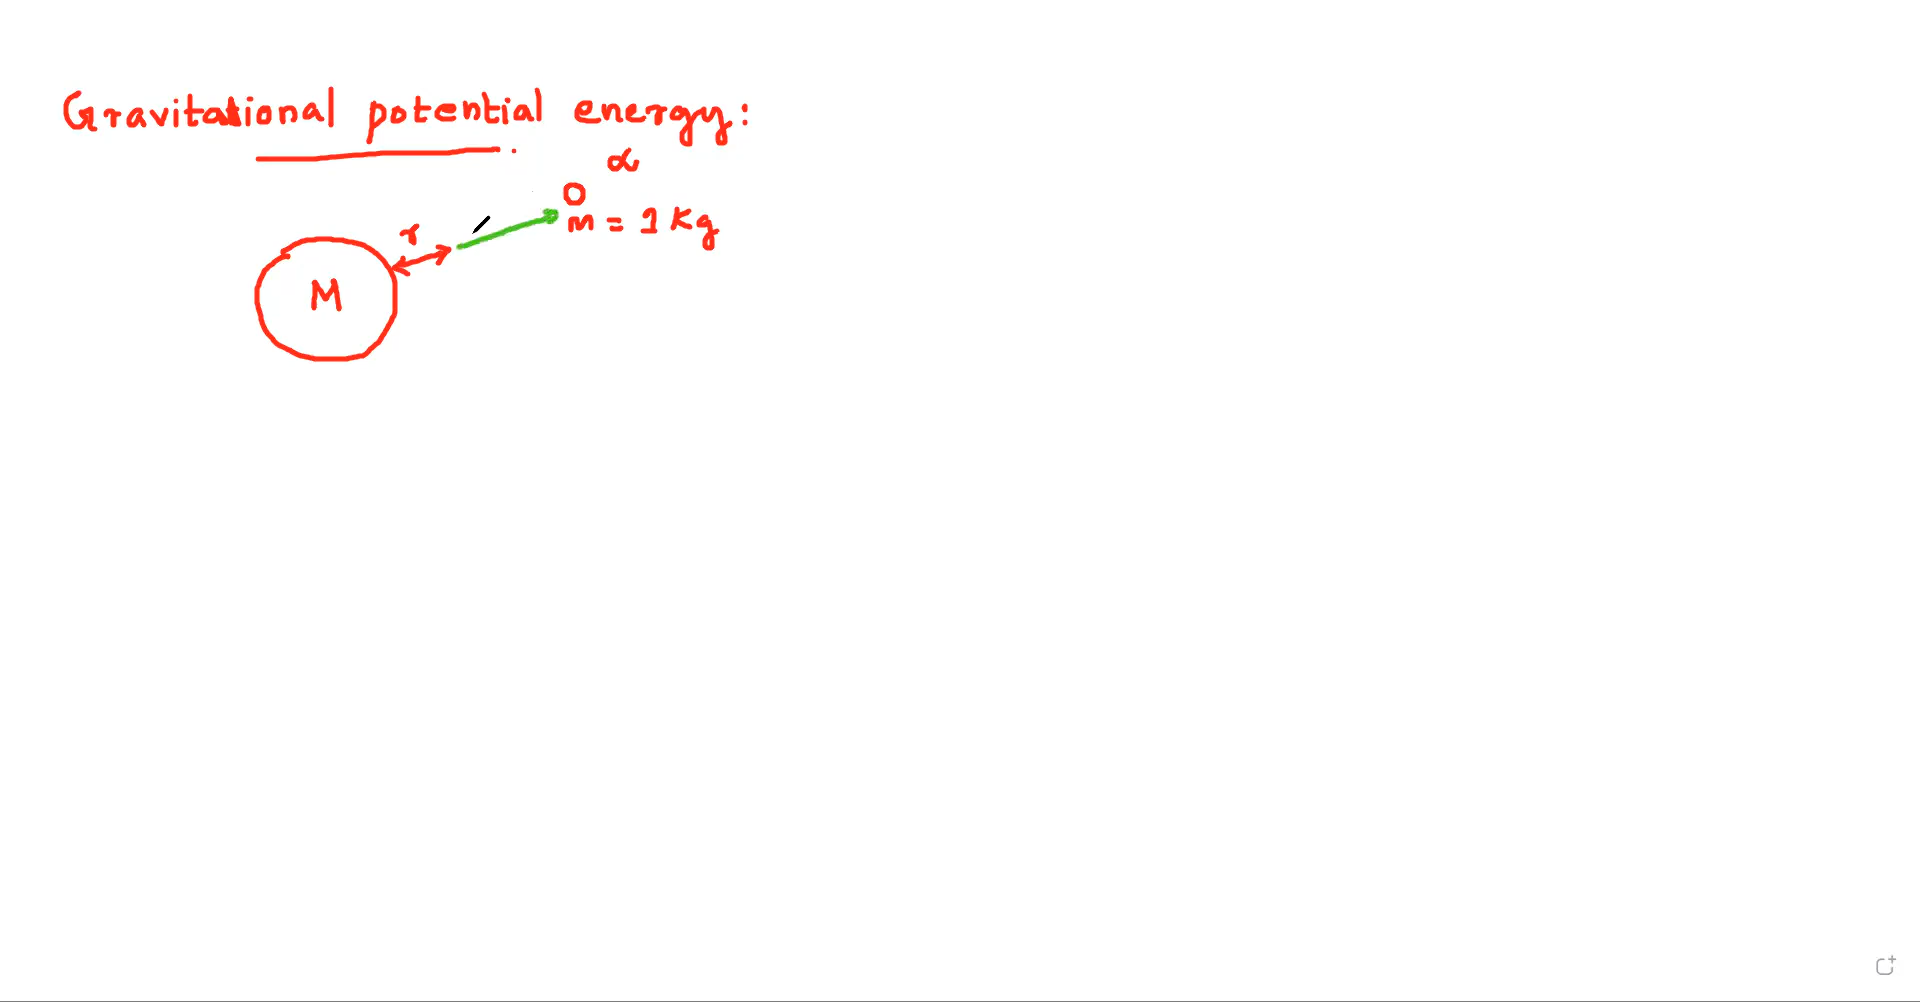 Gravitational potential energy:
α
m = 1 Kg
r
M